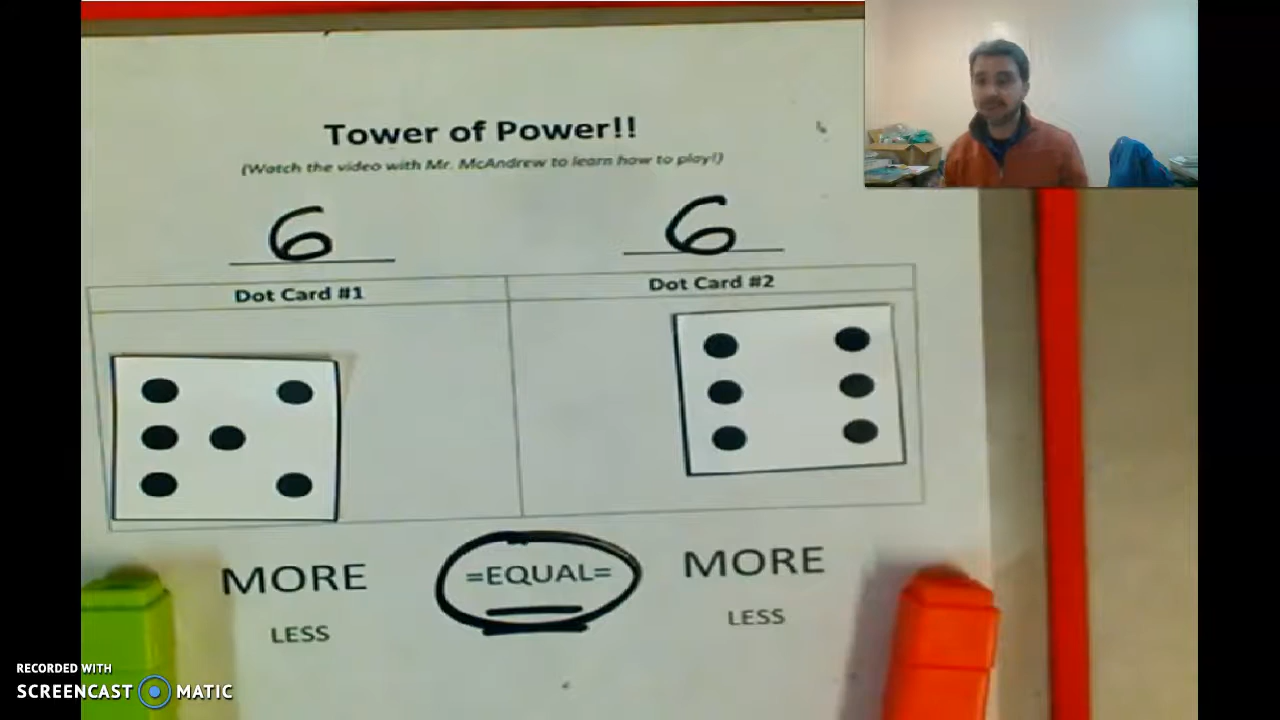 Tower of Power!!
(Watch the video with Mr. McAndrew to learn how to play!)
6 6
Dot Card #1 Dot Card #2
MORE =EQUAL= MORE
LESS LESS
RECORDED WITH
SCREENCAST MATIC